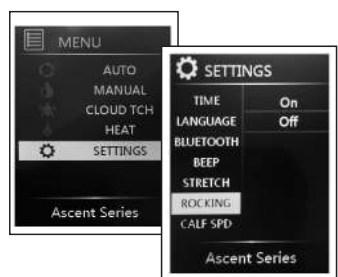 MENU
AUTO
MANUAL
CLOUD TCH
HEAT
SETTINGS
Ascent Series
SETTINGS
TIME
On
LANGUAGE
Off
BLUETOOTH
BEEP
STRETCH
ROCKING
CALF SPD
Ascent Series